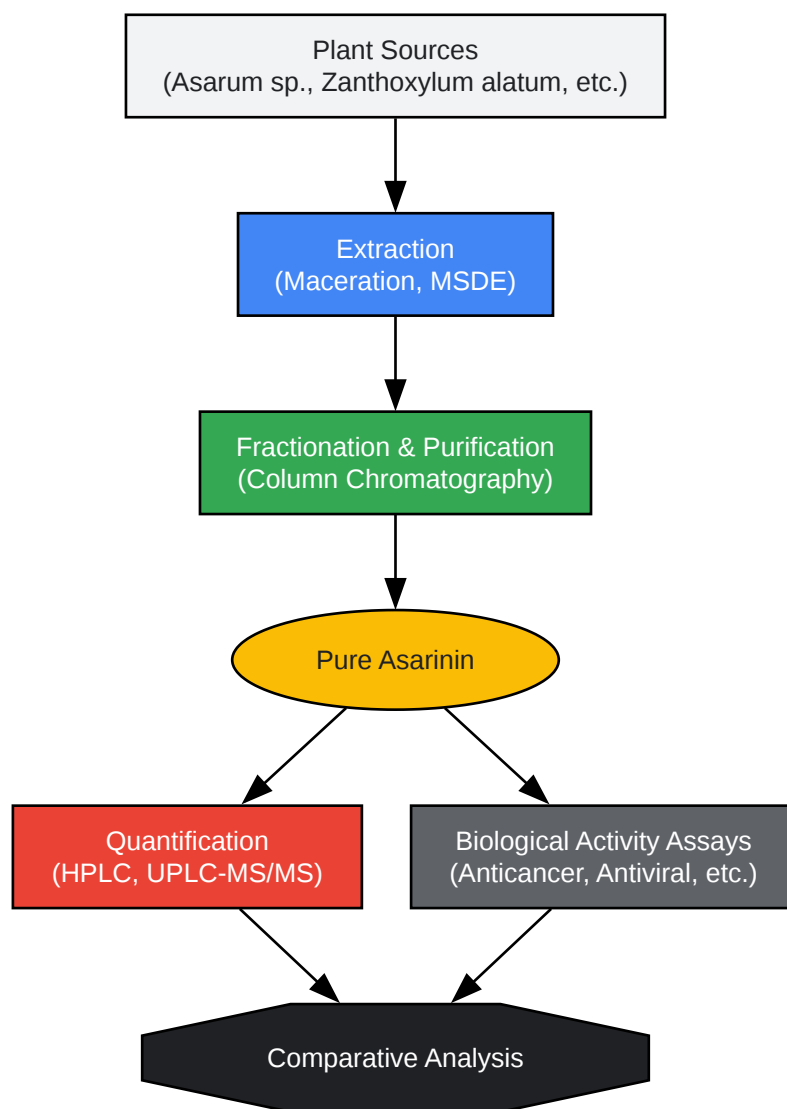 Plant Sources
(Asarum sp., Zanthoxylum alatum, etc.)
Extraction
(Maceration, MSDE)
Fractionation & Purification
(Column Chromatography)
Pure Asarinin
Quantification
(HPLC, UPLC-MS/MS)
Biological Activity Assays
(Anticancer, Antiviral, etc.)
Comparative Analysis